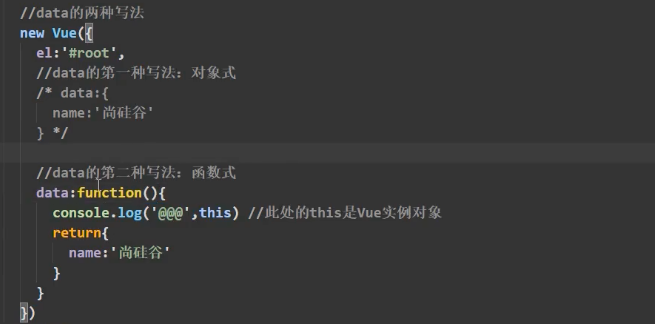 //data的两种写法
new Vue({
el:'#root',
//data的第一种写法：对象式
/* data:{
name:'尚硅谷'
} */
//data的第二种写法：函数式
data:function(){
console.log('@@@',this) //此处的this是Vue实例对象
return{
name:'尚硅谷'
}
}
})